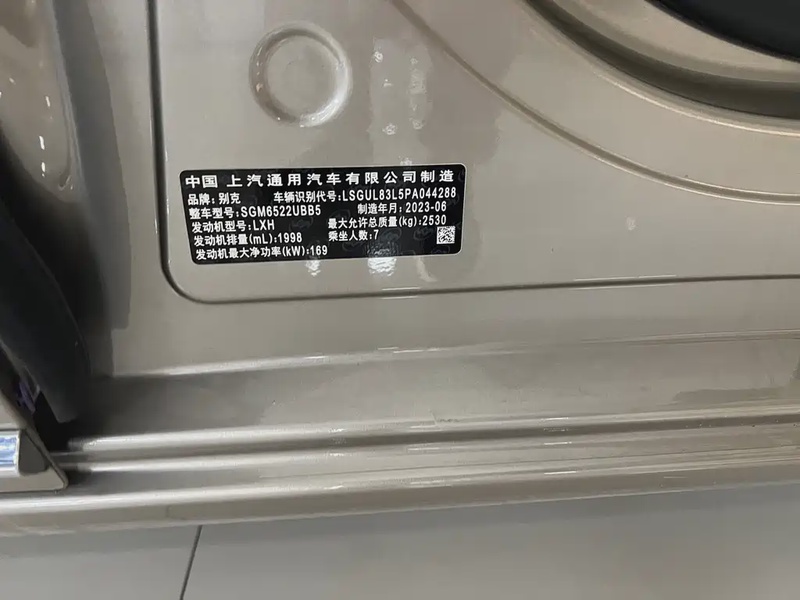 中国 上汽通用汽车有限公司制造
品牌:别克 车辆识别代号:LSGUL83L5PA044288
整车型号:SGM6522UBB5 制造年月:2023-06
发动机型号:LXH 最大允许总质量(kg):2530
发动机排量(mL):1998 乘坐人数:7
发动机最大净功率(kW):169